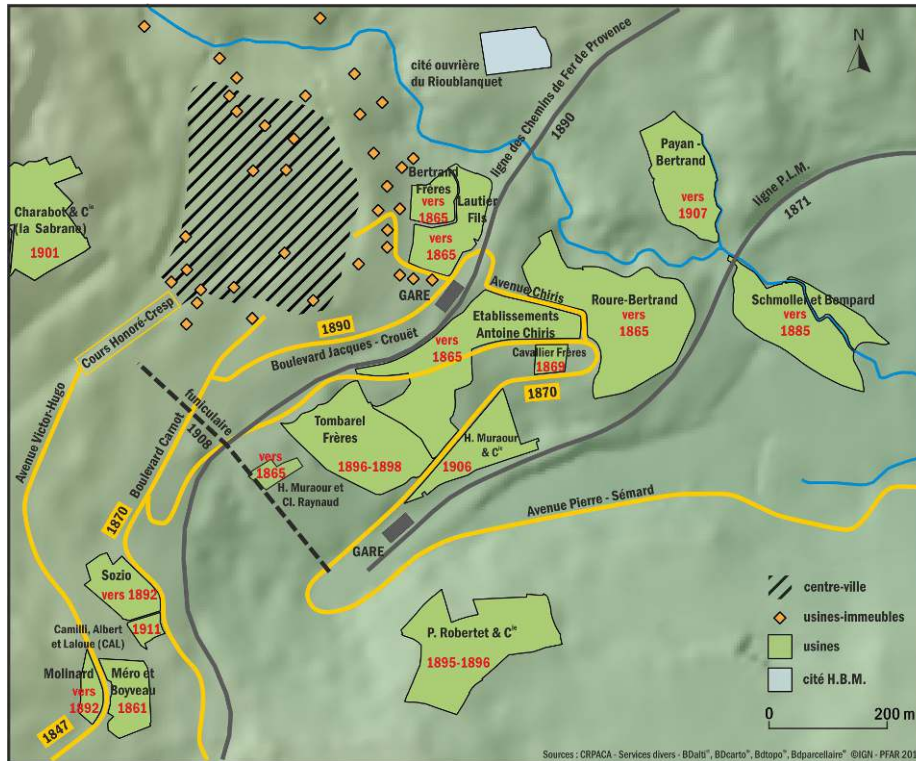 N
cité ouvrière
du Rioublanquet
ligne des Chemins de Fer de Provence
1890
Payan -
Bertrand
vers
1907
ligne P.L.M.
1871
Charabot & Cie
(la Sabrane)
1901
Bertrand
Frères
vers
1865
Lautier
Fils
vers
1865
GARE
Avenue Chiris
Roure-Bertrand
vers
1865
Schmoller et Bompard
vers
1885
Cours Honoré-Cresp
1890
Boulevard Jacques - Crouët
Etablissements
Antoine Chiris
vers
1865
Cavallier Frères
1869
1870
Avenue Victor-Hugo
funiculaire
1908
Boulevard Carnot
1870
Tombarel
Frères
1896-1898
H. Muraour
& Cie
1906
vers
1865
H. Muraour et
Cl. Raynaud
GARE
Avenue Pierre - Sémard
Sozio
vers 1892
Camilli, Albert
et Laloue (CAL)
1911
Molinard
vers
1892
Méro et
Boyveau
1861
1847
P. Robertet & Cie
1895-1896
centre-ville
usines-immeubles
usines
cité H.B.M.
0 200 m
Sources : CRPACA - Services divers - BDalti®, BDcarto®, Bdtopo®, Bdparcellaire® ©IGN - PFAR 201